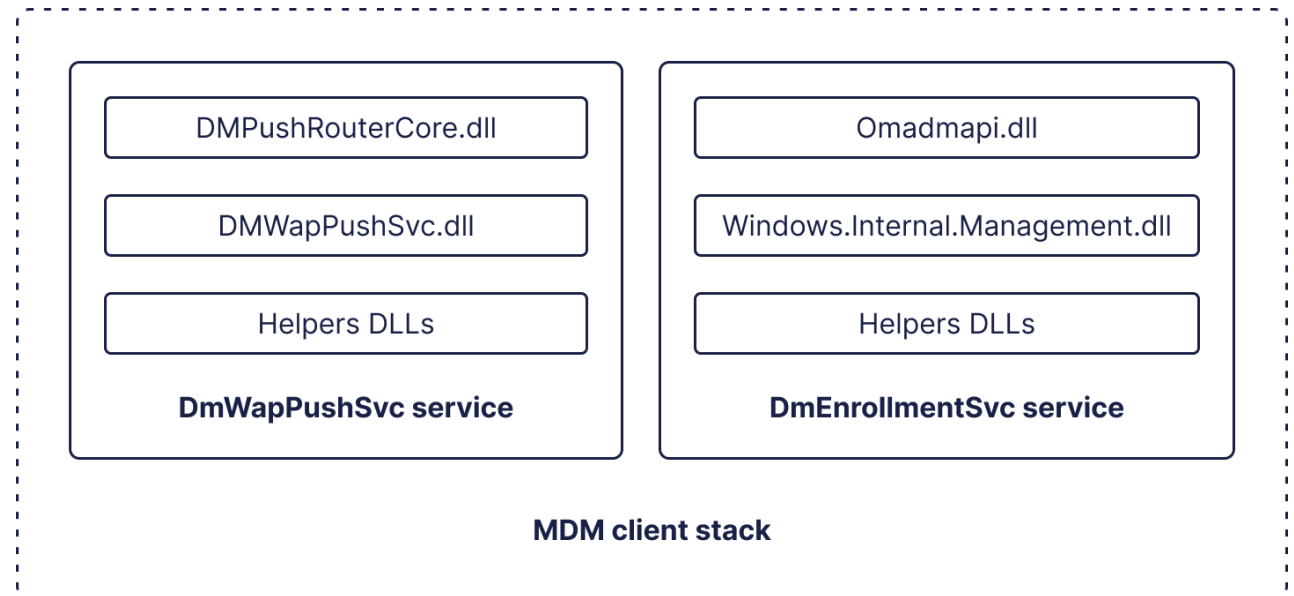 DMPushRouterCore.dll
DMWapPushSvc.dll
Helpers DLLs
DmWapPushSvc service
Omadmapi.dll
Windows.Internal.Management.dll
Helpers DLLs
DmEnrollmentSvc service
MDM client stack